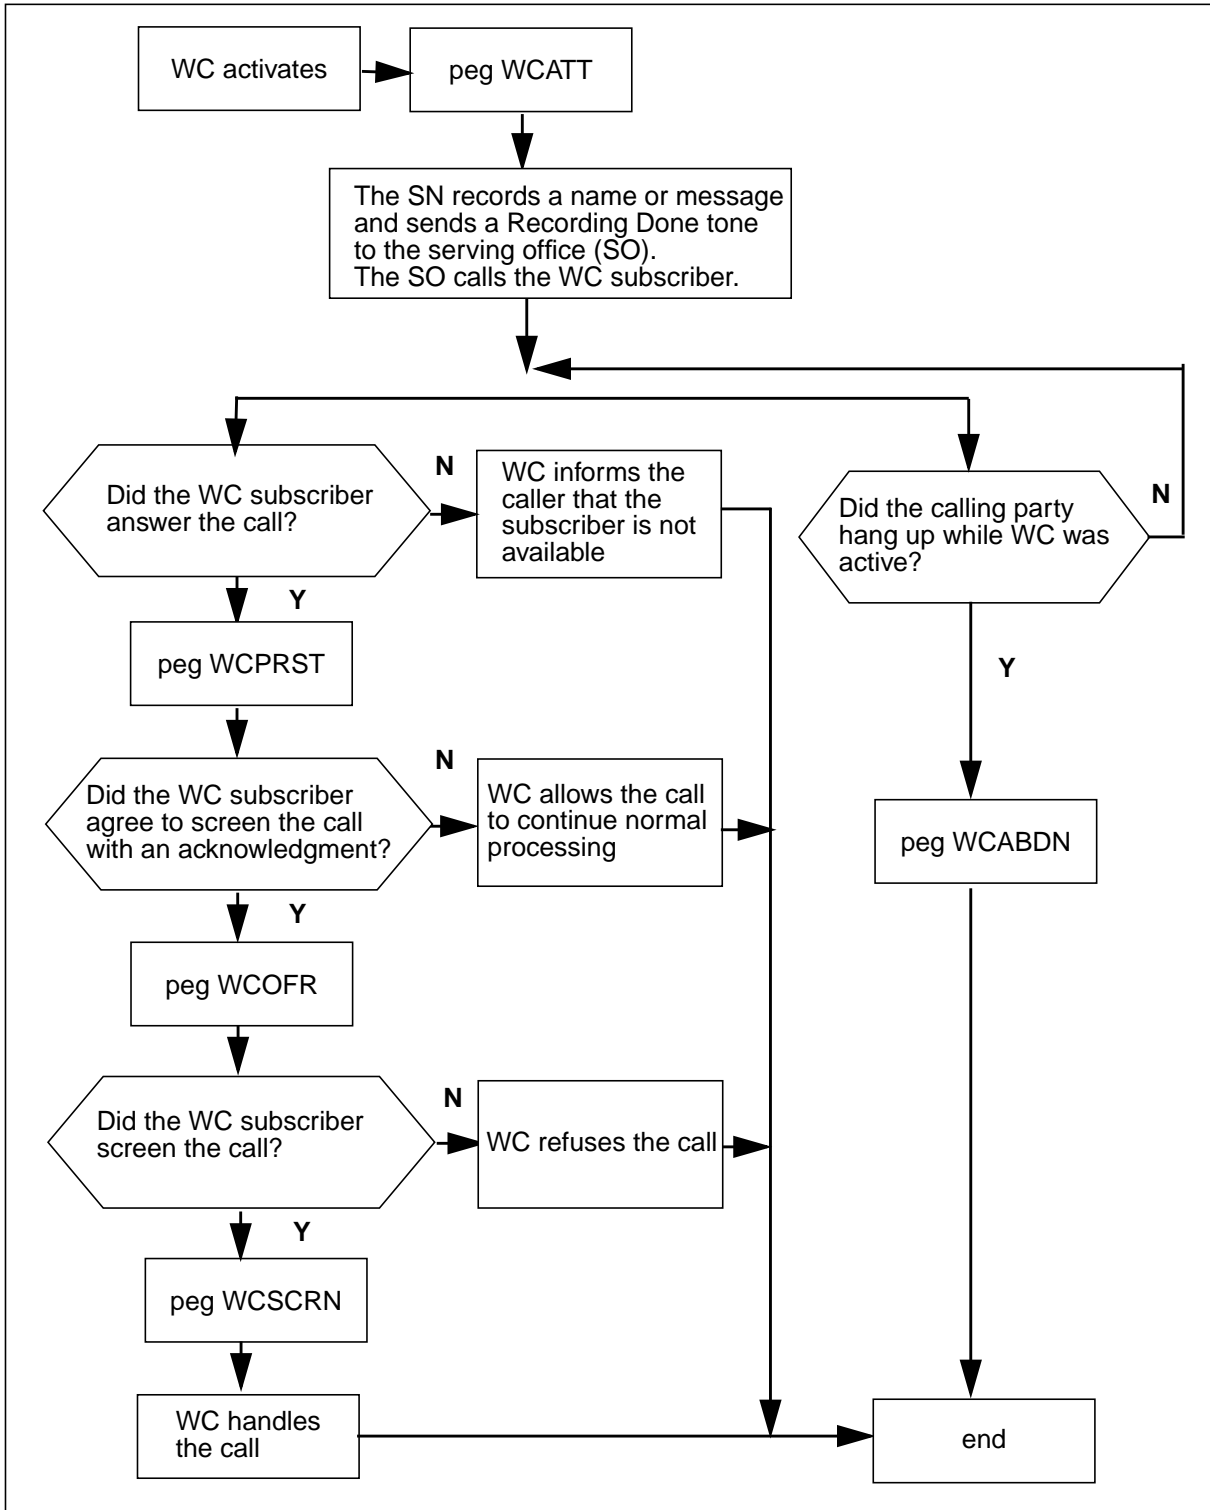 WC activates
peg WCATT
The SN records a name or message
and sends a Recording Done tone
to the serving office (SO).
The SO calls the WC subscriber.
Did the WC subscriber
answer the call?
N
WC informs the
caller that the
subscriber is not
available
Did the calling party
hang up while WC was
active?
N
Y
peg WCPRST
Y
Did the WC subscriber
agree to screen the call
with an acknowledgment?
N
WC allows the call
to continue normal
processing
peg WCABDN
Y
peg WCOFR
Did the WC subscriber
screen the call?
N
WC refuses the call
Y
peg WCSCRN
WC handles
the call
end